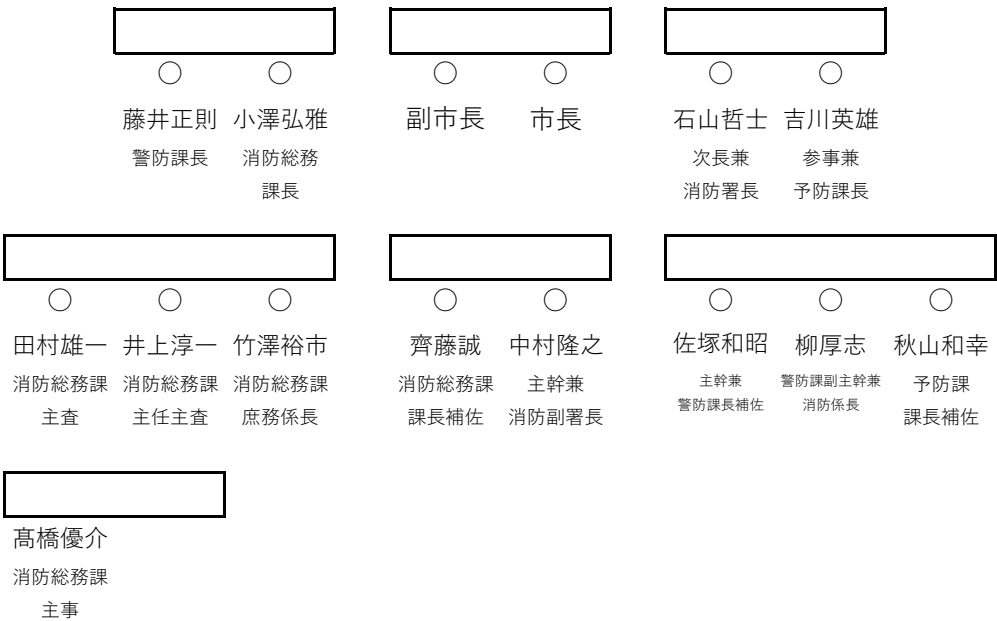 ○ ○ ○ ○ ○ ○
藤井正則 小澤弘雅 副市長 市長 石山哲士 吉川英雄
警防課長 消防総務 次長兼 参事兼
課長 消防署長 予防課長
○ ○ ○ ○ ○ ○ ○ ○
田村雄一 井上淳一 竹澤裕市 齊藤誠 中村隆之 佐塚和昭 柳厚志 秋山和幸
消防総務課 消防総務課 消防総務課 消防総務課 主幹兼 主幹兼 警防課副主幹兼 予防課
主査 主任主査 庶務係長 課長補佐 消防副署長 警防課長補佐 消防係長 課長補佐
髙橋優介
消防総務課
主事